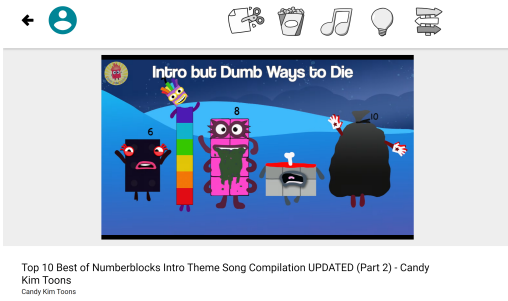 Intro but Dumb Ways to Die
8
10
6
Top 10 Best of Numberblocks Intro Theme Song Compilation UPDATED (Part 2) - Candy
Kim Toons
Candy Kim Toons